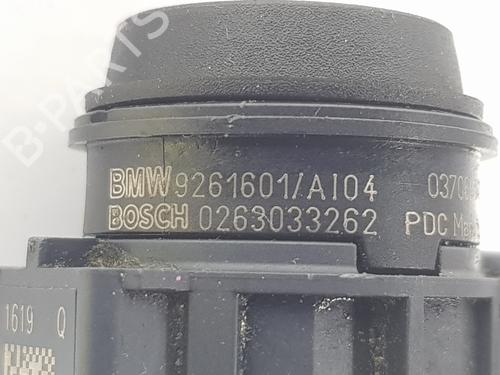 BMW 9261601/AI04
BOSCH 0263033262 PDC
1619 Q
B-PARTS